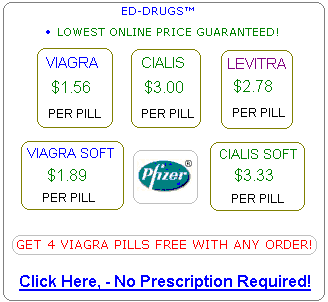 ED-DRUGS™
• LOWEST ONLINE PRICE GUARANTEED!
VIAGRA
$1.56
PER PILL
CIALIS
$3.00
PER PILL
LEVITRA
$2.78
PER PILL
VIAGRA SOFT
$1.89
PER PILL
Pfizer®
CIALIS SOFT
$3.33
PER PILL
GET 4 VIAGRA PILLS FREE WITH ANY ORDER!
Click Here, - No Prescription Required!